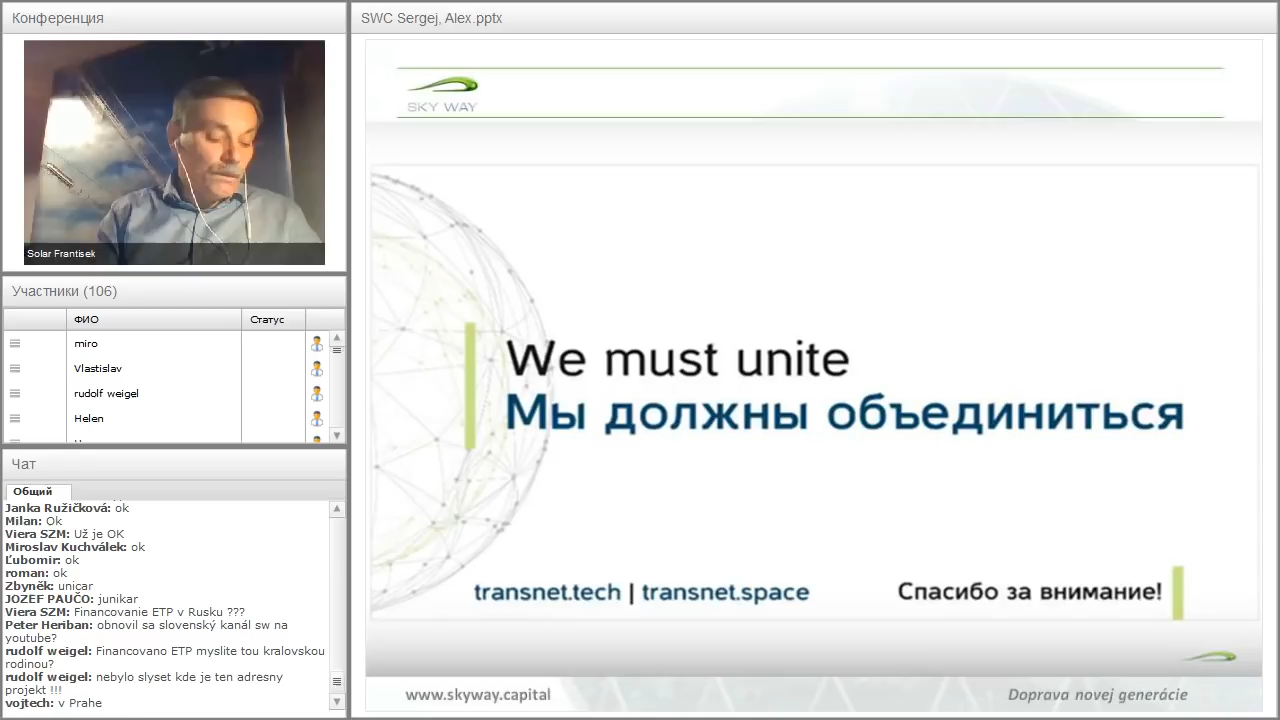 Конференция
Solar Frantisek
Участники (106)
ФИО
Статус
miro
Vlastislav
rudolf weigel
Helen
Чат
Общий
Janka Ružičková: ok
Milan: Ok
Viera SZM: Už je OK
Miroslav Kuchválek: ok
Ľubomir: ok
roman: ok
Zbyněk: unicar
JOZEF PAUČO: junikar
Viera SZM: Financovanie ETP v Rusku ???
Peter Heriban: obnovil sa slovenský kanál sw na
youtube?
rudolf weigel: Financovano ETP myslite tou kralovskou
rodinou?
rudolf weigel: nebylo slyset kde je ten adresny
projekt !!!
vojtech: v Prahe
SWC Sergej, Alex.pptx
SKY WAY
We must unite
Мы должны объединиться
transnet.tech | transnet.space
Спасибо за внимание!
www.skyway.capital
Doprava novej generácie